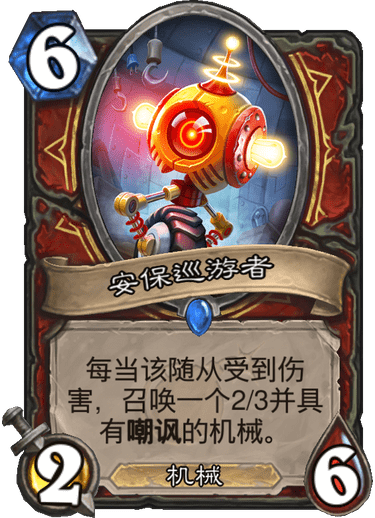 6
安保巡游者
每当该随从受到伤
害，召唤一个2/3并具
有嘲讽的机械。
2
机械
6